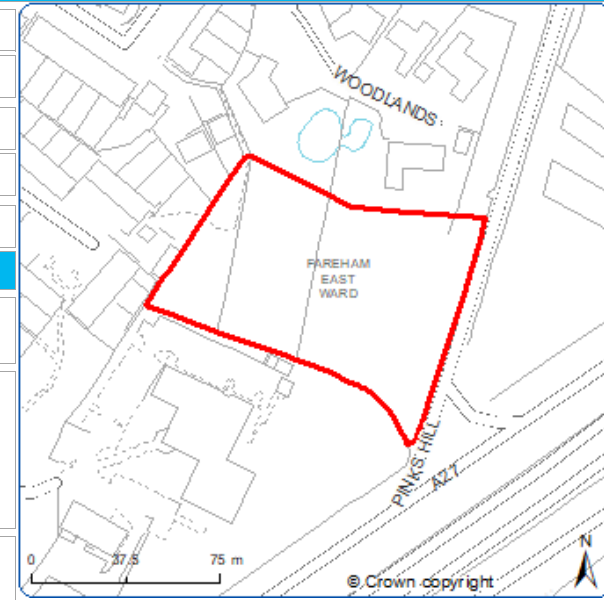 WOODLANDS
FAREHAM
EAST
WARD
PINKS HILL
A27
0 37.5 75 m
N
© Crown copyright